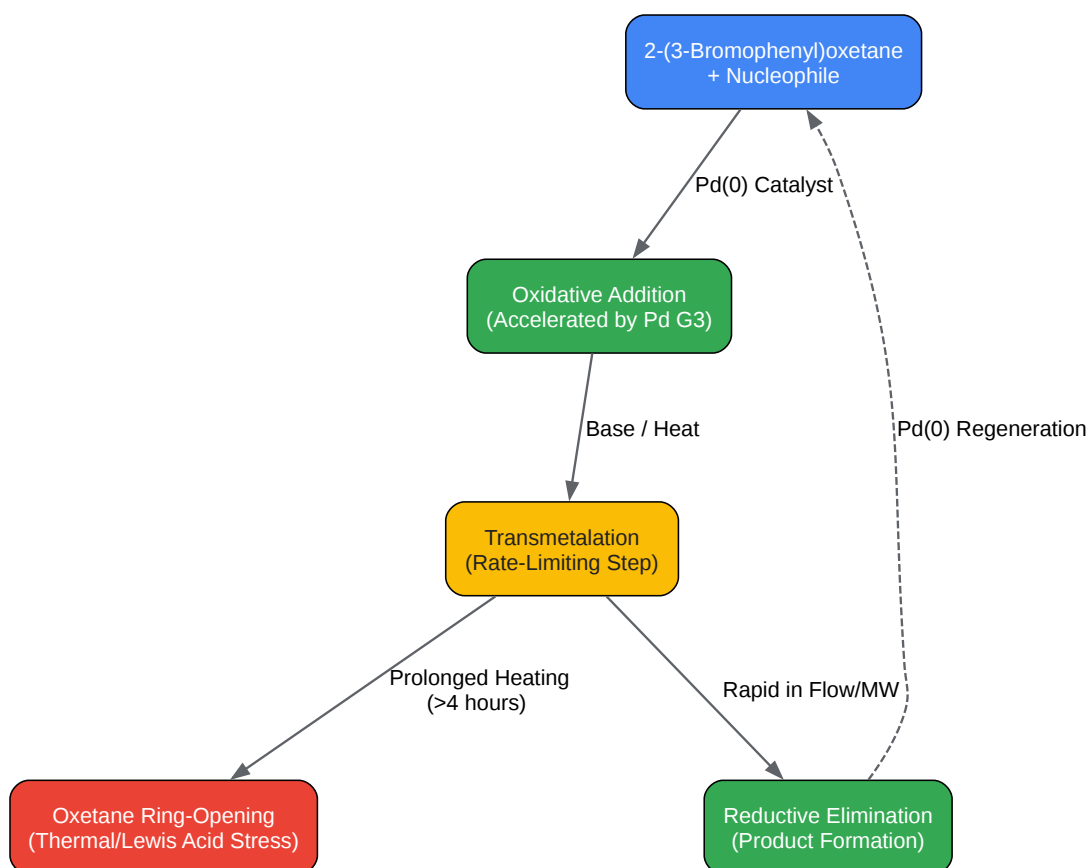 2-(3-Bromophenyl)oxetane
+ Nucleophile
Pd(0) Catalyst
Oxidative Addition
(Accelerated by Pd G3)
Base / Heat
Pd(0) Regeneration
Transmetalation
(Rate-Limiting Step)
Prolonged Heating
(>4 hours)
Rapid in Flow/MW
Oxetane Ring-Opening
(Thermal/Lewis Acid Stress)
Reductive Elimination
(Product Formation)